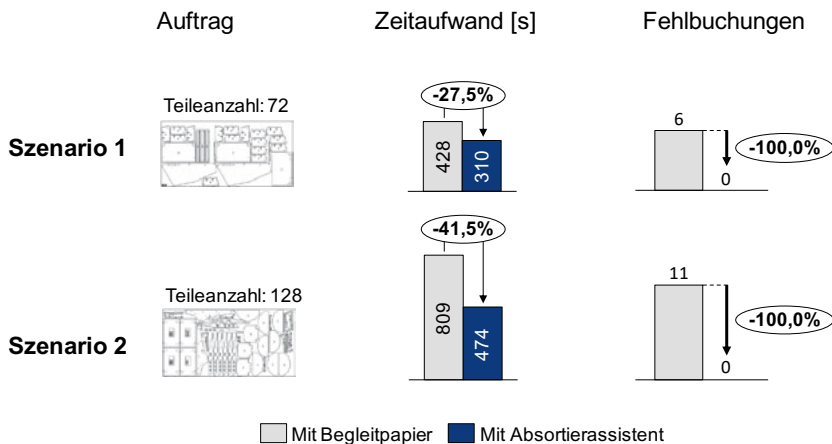 Auftrag Zeitaufwand [s] Fehlbuchungen
Szenario 1
Teileanzahl: 72
-27,5%
428
310
6
-100,0%
0
Szenario 2
Teileanzahl: 128
-41,5%
809
474
11
-100,0%
0
Mit Begleitpapier Mit Absortierassistent